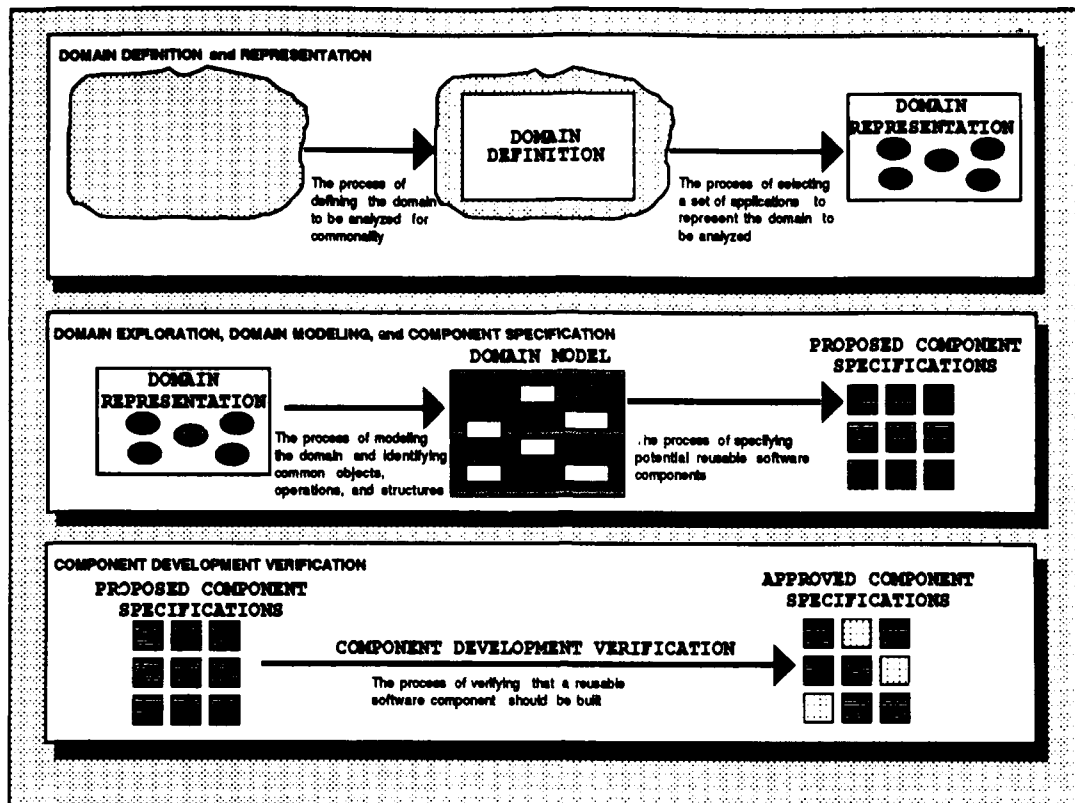 DOMAIN DEFINITION and REPRESENTATION
DOMAIN
DEFINITION
DOMAIN
REPRESENTATION
The process of
defining the domain
to be analyzed for
commonality
The process of selecting
a set of applications to
represent the domain to
be analyzed
DOMAIN EXPLORATION, DOMAIN MODELING, and COMPONENT SPECIFICATION
DOMAIN
REPRESENTATION
DOMAIN MODEL
PROPOSED COMPONENT
SPECIFICATIONS
The process of modeling
the domain and identifying
common objects,
operations, and structures
The process of specifying
potential reusable software
components
COMPONENT DEVELOPMENT VERIFICATION
PROPOSED COMPONENT
SPECIFICATIONS
APPROVED COMPONENT
SPECIFICATIONS
COMPONENT DEVELOPMENT VERIFICATION
The process of verifying that a reusable
software component should be built